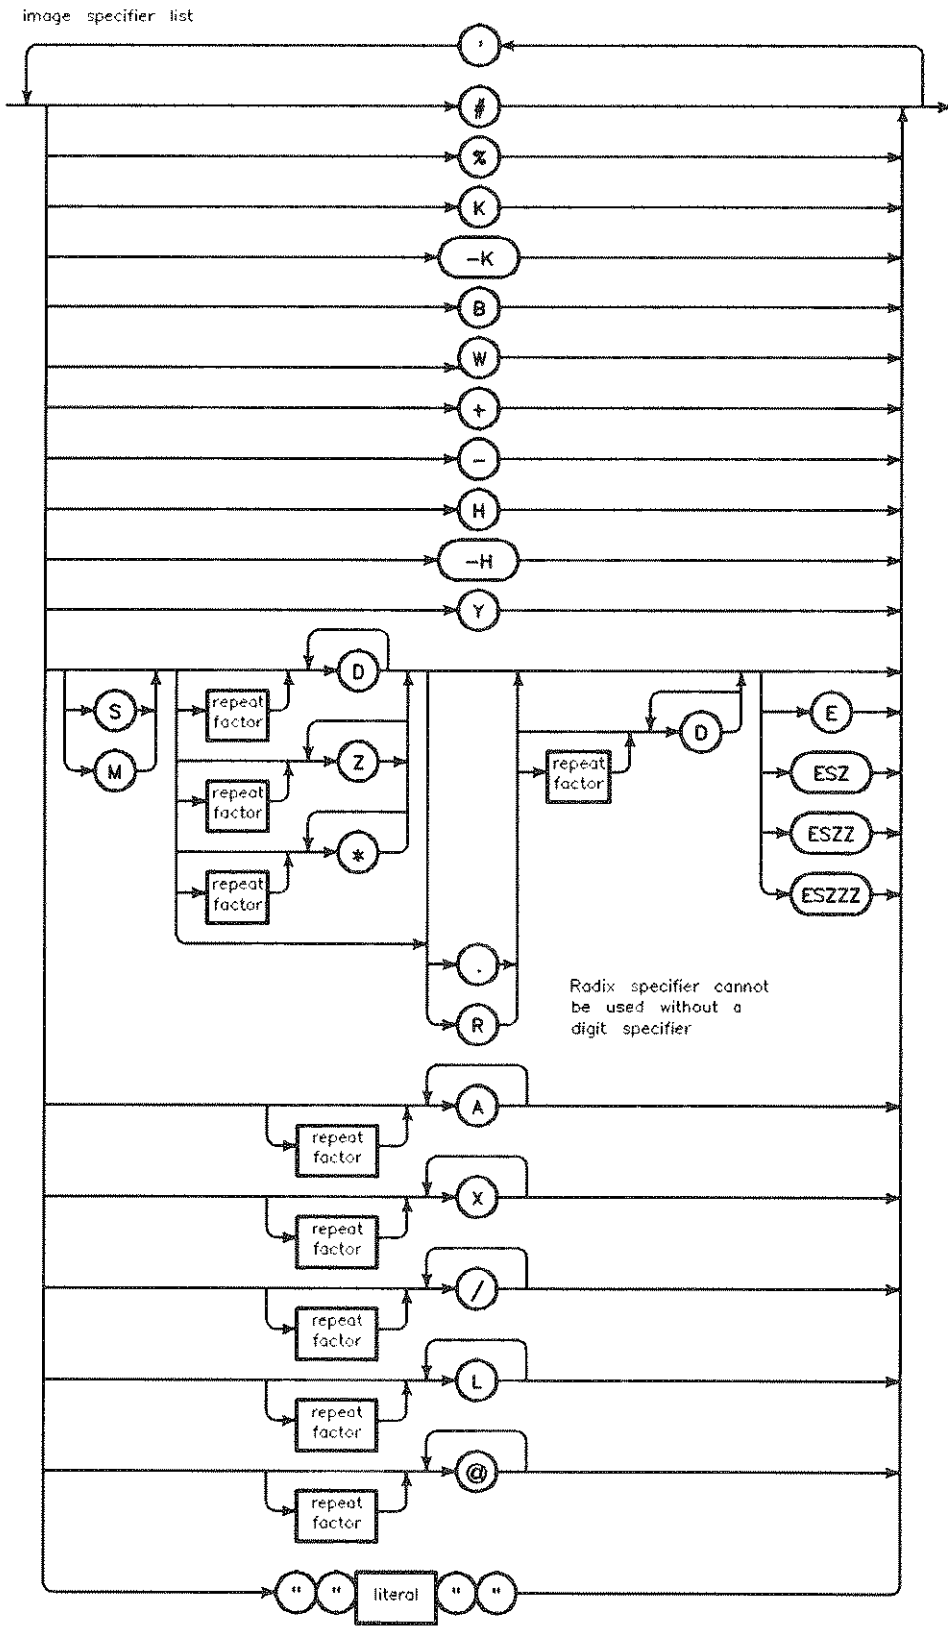 image specifier list
,
#
%
K
-K
B
W
+
-
H
-H
Y
D
S
repeat
factor
E
M
Z
D
repeat
factor
repeat
factor
ESZ
*
ESZZ
repeat
factor
ESZZZ
.
R
Radix specifier cannot
be used without a
digit specifier
A
repeat
factor
X
repeat
factor
/
repeat
factor
L
repeat
factor
@
repeat
factor
" " literal " "